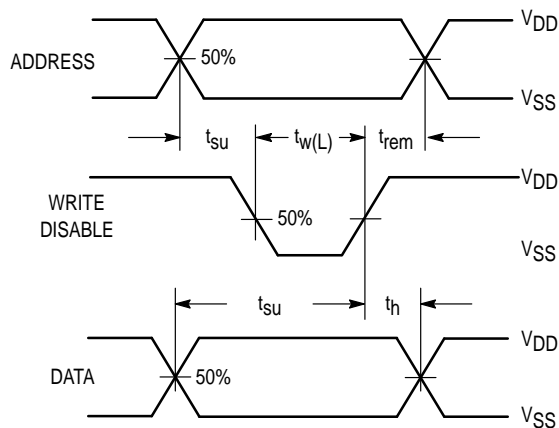 VDD
ADDRESS
50%
VSS
tsu
tw(L)
trem
VDD
WRITE
DISABLE
50%
VSS
tsu
th
VDD
DATA
50%
VSS